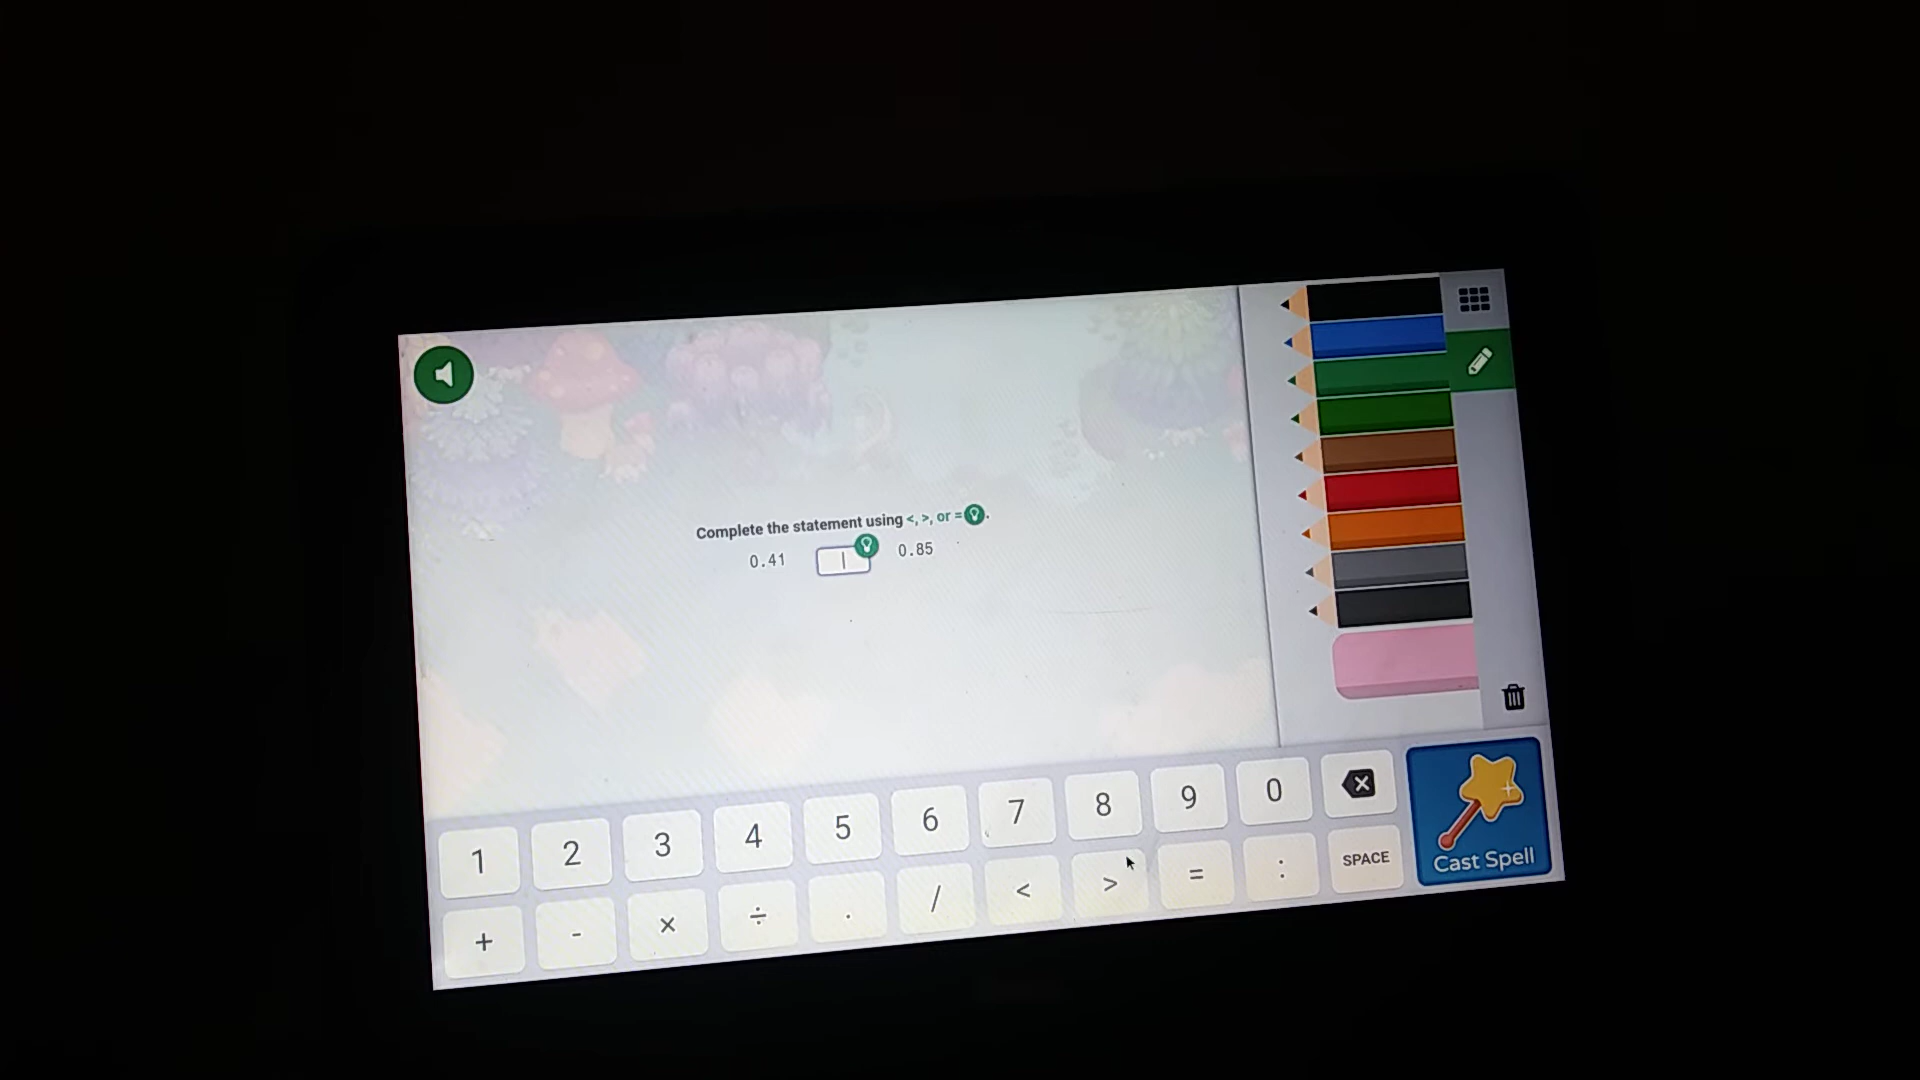 Complete the statement using <, >, or =.
0.41 0.85
1 2 3 4 5 6 7 8 9 0
+ - × ÷ . / < > = : SPACE
Cast Spell